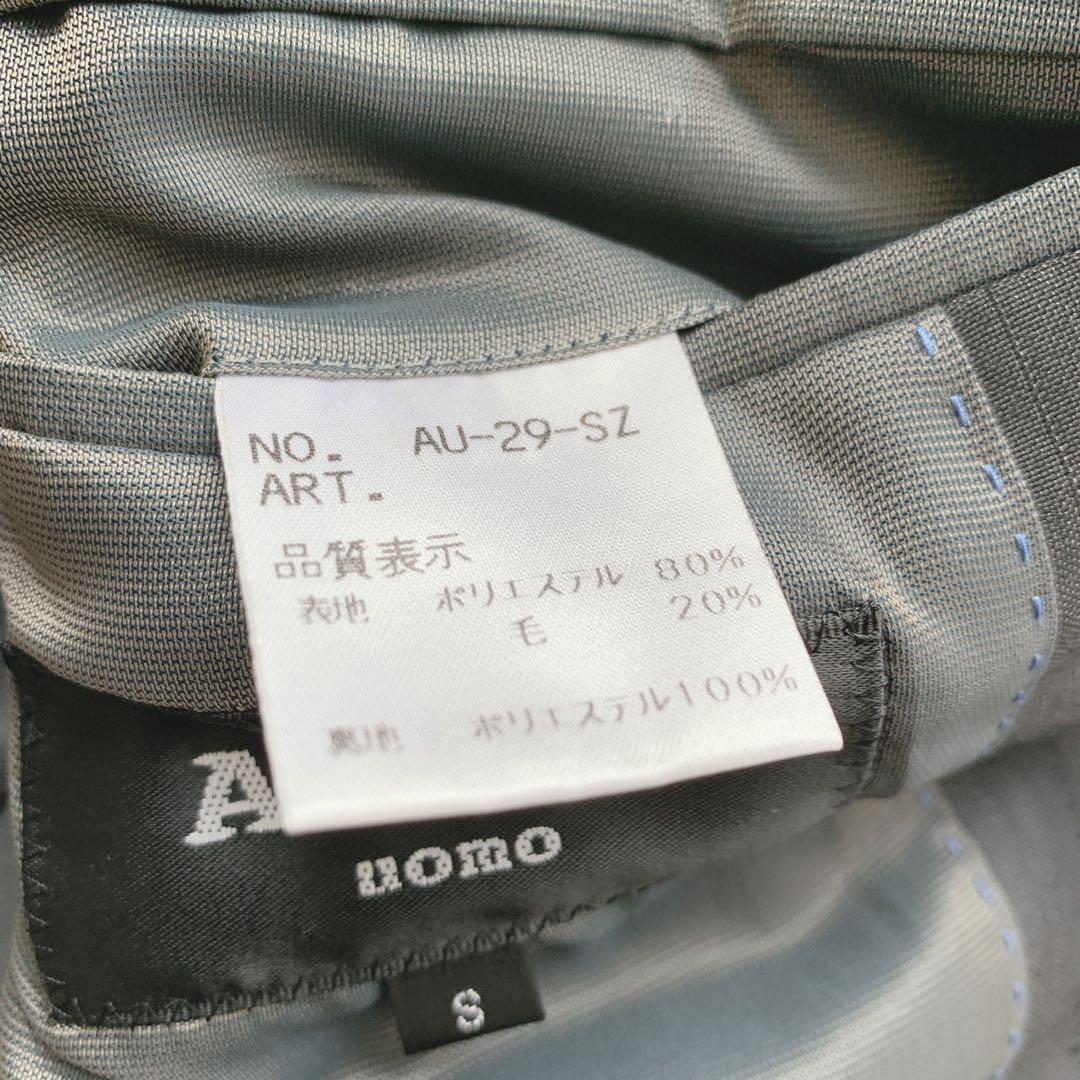 NO. AU-29-SZ
ART.
品質表示
表地 ポリエステル 80%
毛 20%
裏地 ポリエステル100%
A
uomo
S